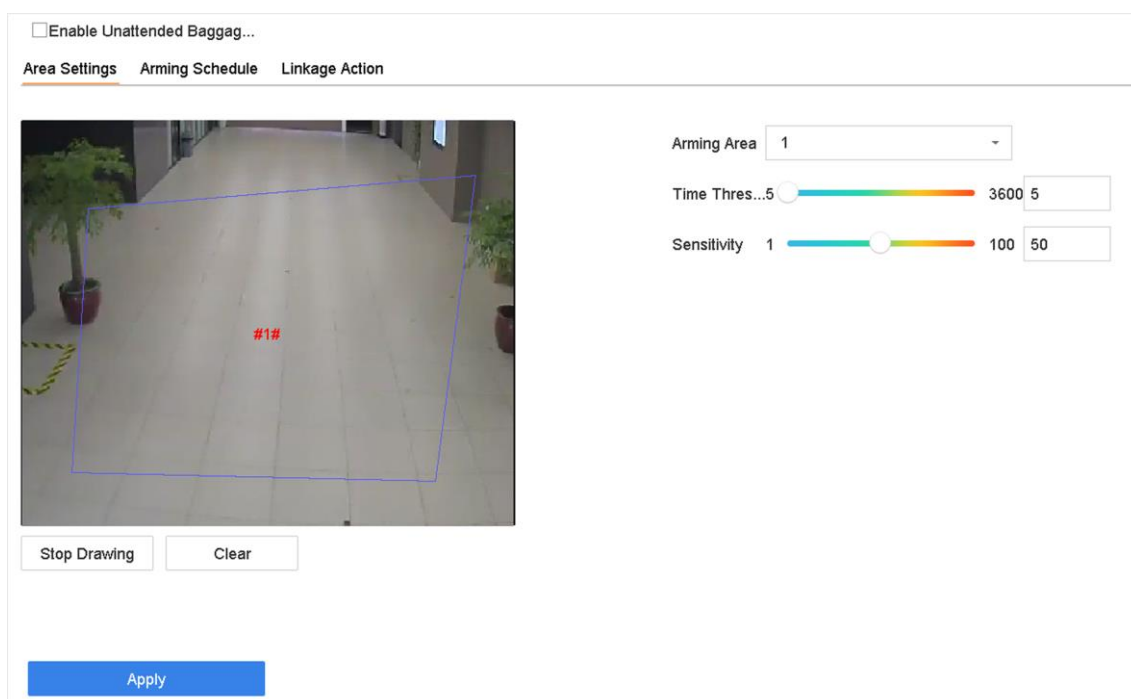 Enable Unattended Baggag...
Area Settings Arming Schedule Linkage Action
Arming Area 1
Time Thres...5 3600 5
Sensitivity 1 100 50
#1#
Stop Drawing Clear
Apply